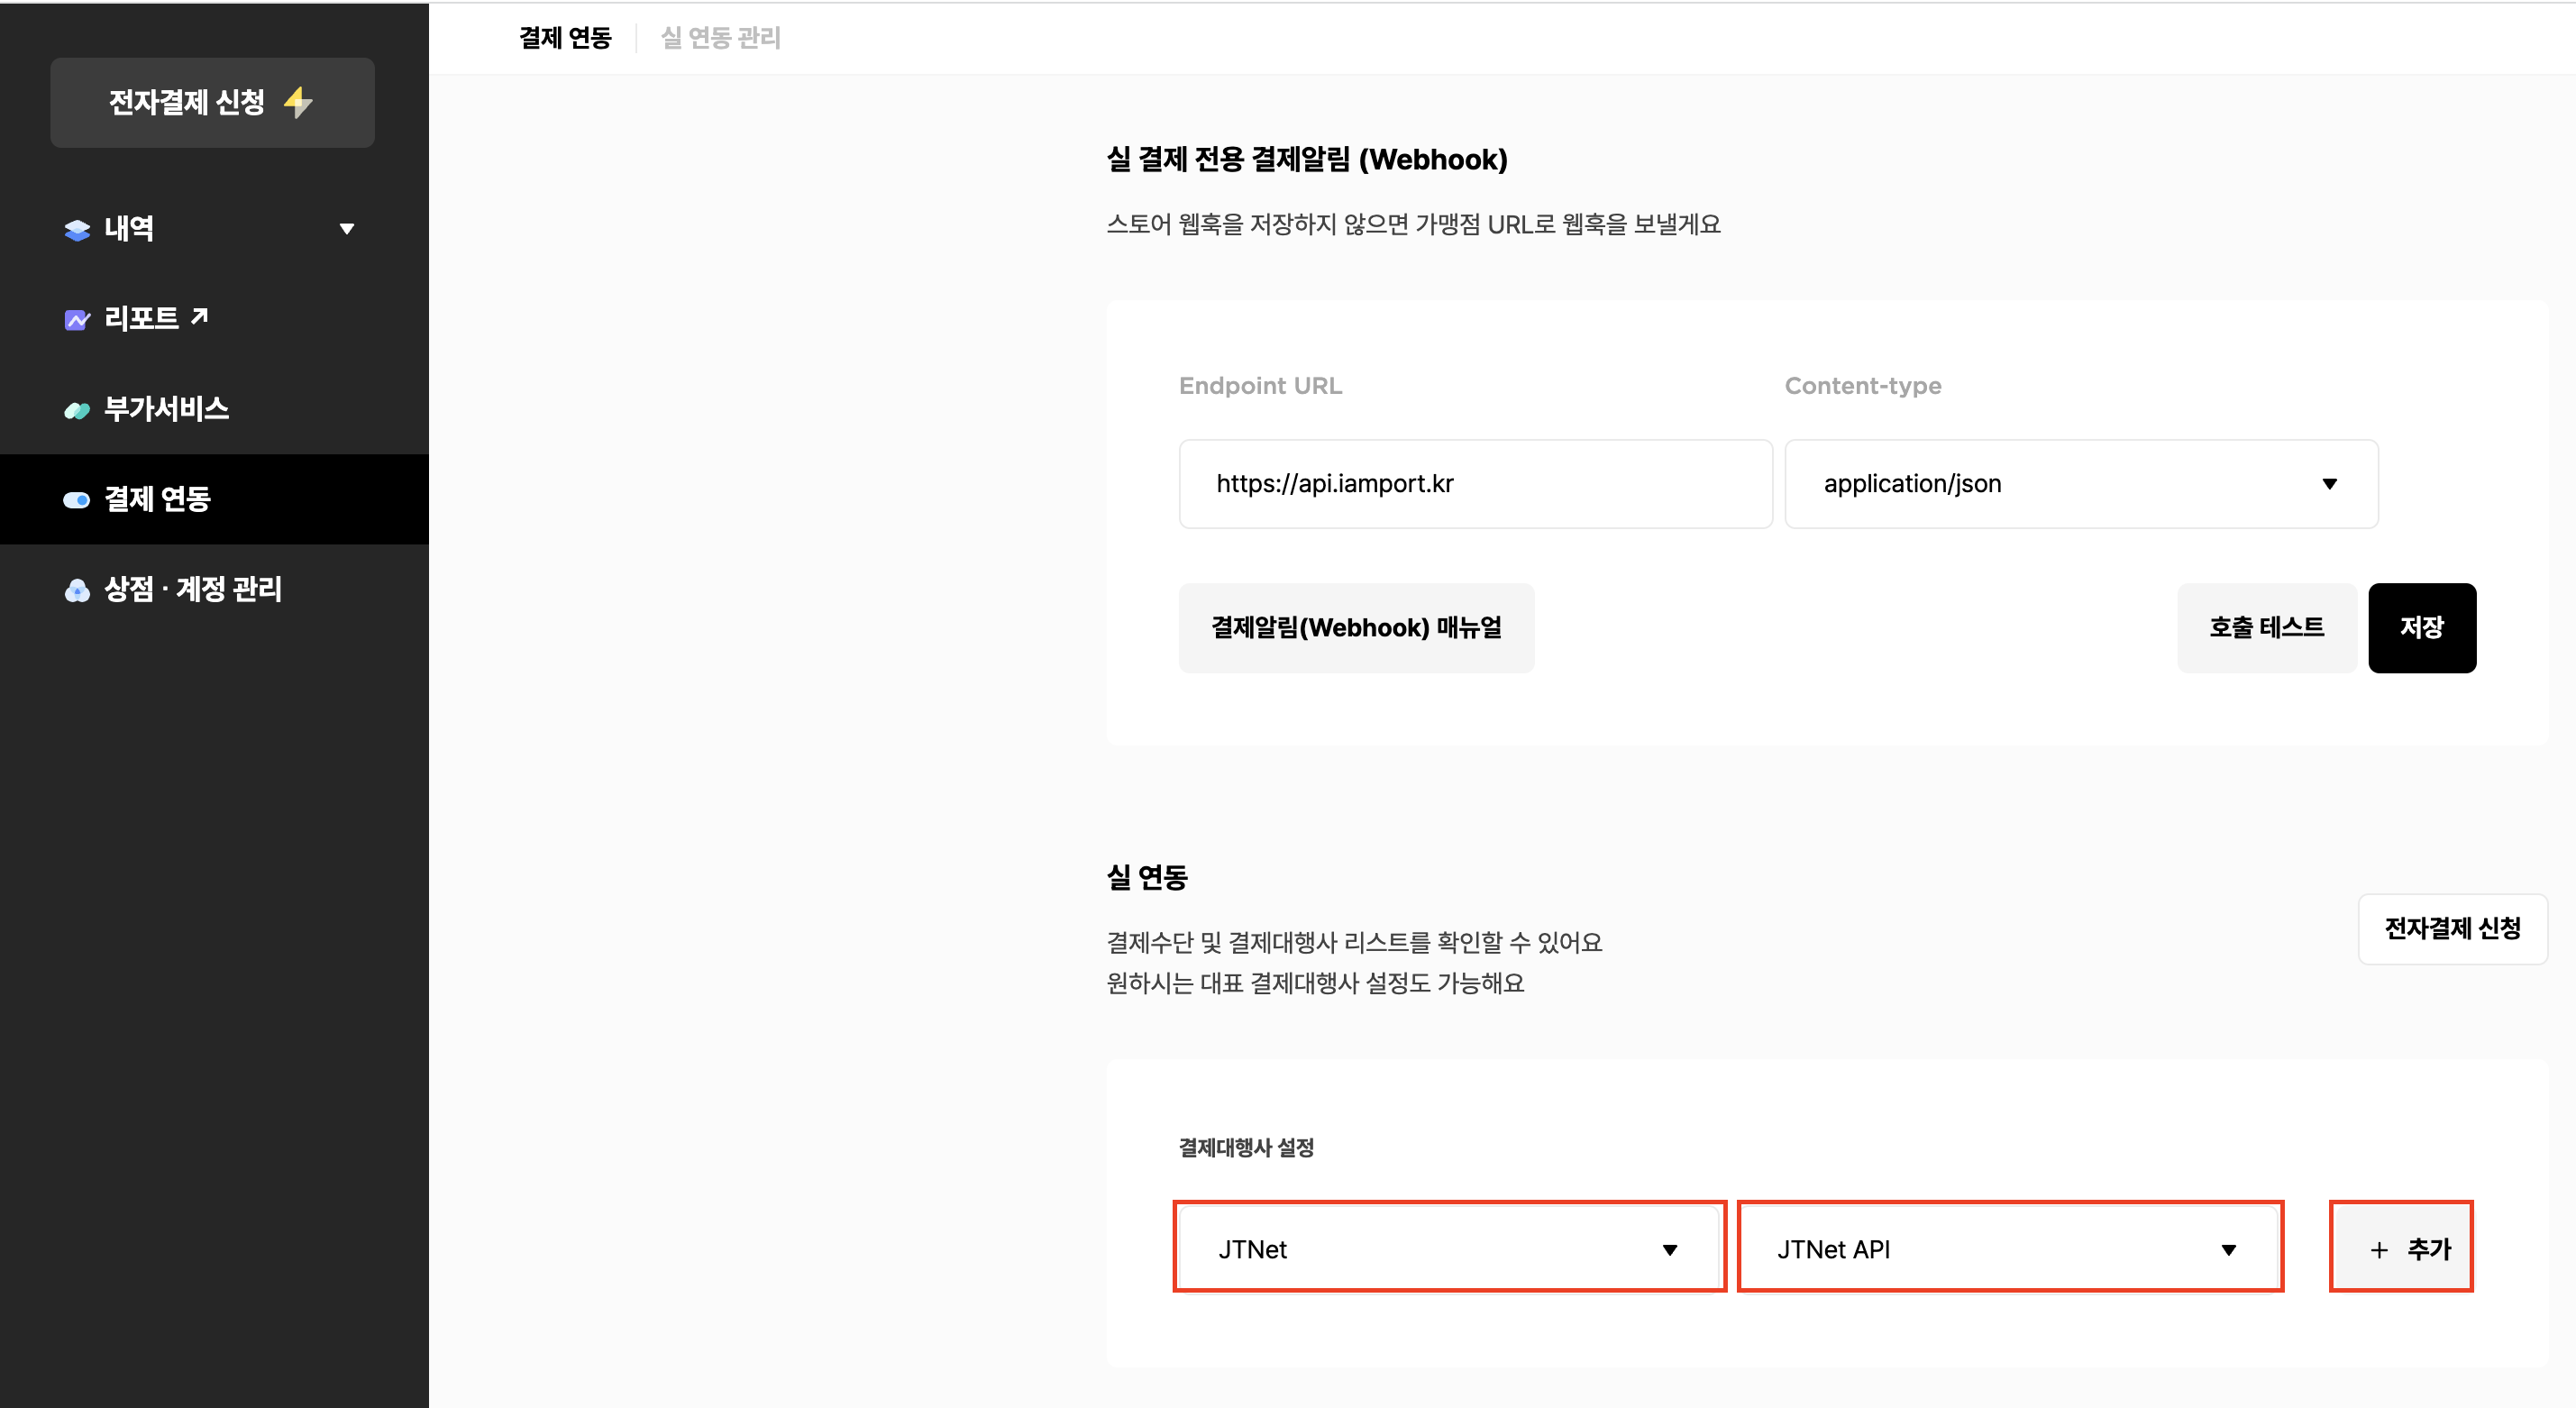 결제 연동
실 연동 관리
전자결제 신청
내역
리포트
부가서비스
결제 연동
상점 · 계정 관리
실 결제 전용 결제알림 (Webhook)
스토어 웹훅을 저장하지 않으면 가맹점 URL로 웹훅을 보낼게요
Endpoint URL
Content-type
https://api.iamport.kr
application/json
결제알림(Webhook) 매뉴얼
호출 테스트
저장
실 연동
결제수단 및 결제대행사 리스트를 확인할 수 있어요
원하시는 대표 결제대행사 설정도 가능해요
전자결제 신청
결제대행사 설정
JTNet
JTNet API
+ 추가